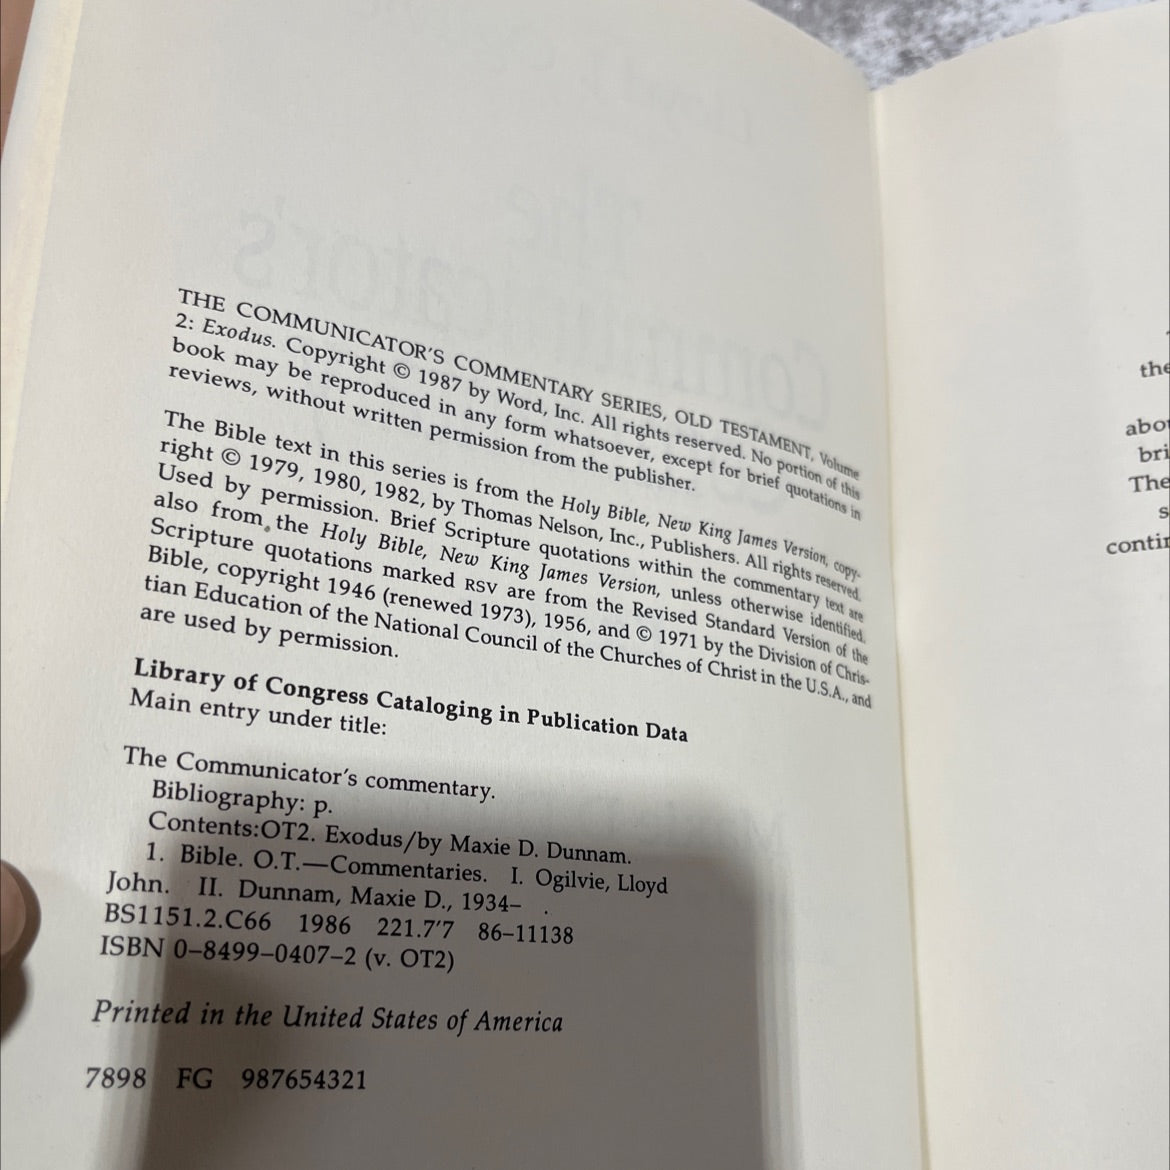 THE COMMUNICATOR'S COMMENTARY SERIES, OLD TESTAMENT, Volume
2: Exodus. Copyright © 1987 by Word, Inc. All rights reserved. No portion of this
book may be reproduced in any form whatsoever, except for brief quotations in
reviews, without written permission from the publisher.
The Bible text in this series is from the Holy Bible, New King James Version, copy-
right © 1979, 1980, 1982, by Thomas Nelson, Inc., Publishers. All rights reserved.
Used by permission. Brief Scripture quotations within the commentary text are
also from the Holy Bible, New King James Version, unless otherwise identified.
Scripture quotations marked RSV are from the Revised Standard Version of the
Bible, copyright 1946 (renewed 1973), 1956, and © 1971 by the Division of Chris-
tian Education of the National Council of the Churches of Christ in the U.S.A., and
are used by permission.
Library of Congress Cataloging in Publication Data
Main entry under title:
The Communicator's commentary.
Bibliography: p.
Contents:OT2. Exodus/by Maxie D. Dunnam.
1. Bible. O.T.—Commentaries. I. Ogilvie, Lloyd
John. II. Dunnam, Maxie D., 1934– .
BS1151.2.C66 1986 221.7'7 86–11138
ISBN 0–8499–0407–2 (v. OT2)
Printed in the United States of America
7898 FG 987654321
the
abou
bri
The
s
contin